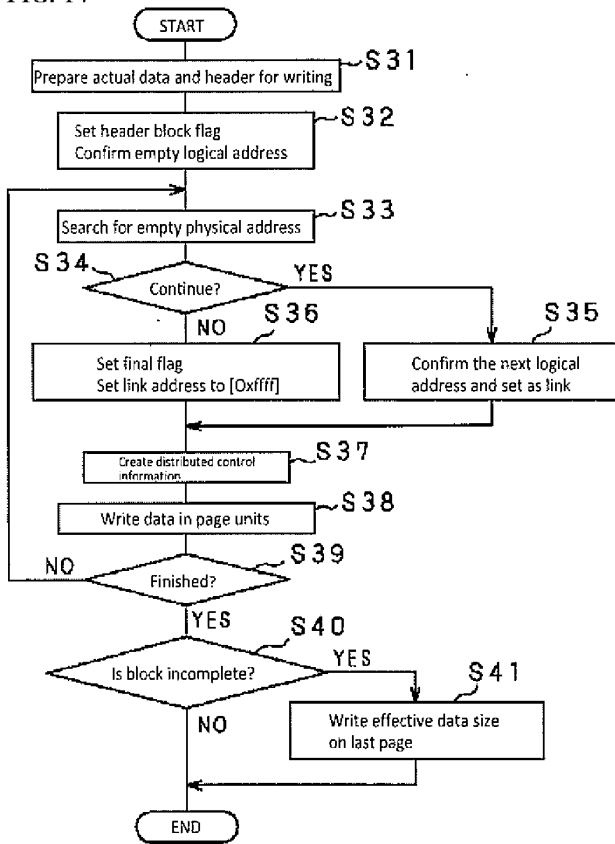 START
Prepare actual data and header for writing
S31
Set header block flag
Confirm empty logical address
S32
Search for empty physical address
S33
S34
Continue?
YES
NO
S36
Set final flag
Set link address to [0xffff]
S35
Confirm the next logical
address and set as link
Create distributed control
information
S37
Write data in page units
S38
S39
Finished?
NO
YES
S40
Is block incomplete?
YES
NO
S41
Write effective data size
on last page
END